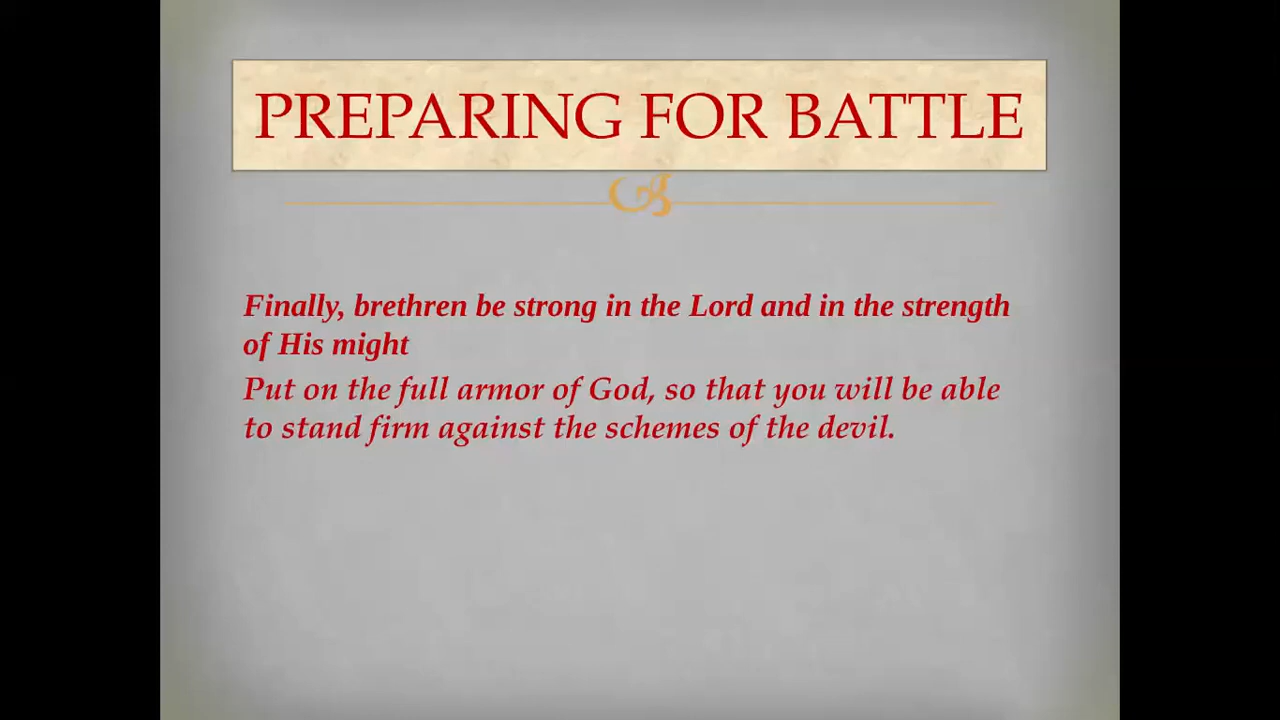 PREPARING FOR BATTLE
Finally, brethren be strong in the Lord and in the strength
of His might
Put on the full armor of God, so that you will be able
to stand firm against the schemes of the devil.